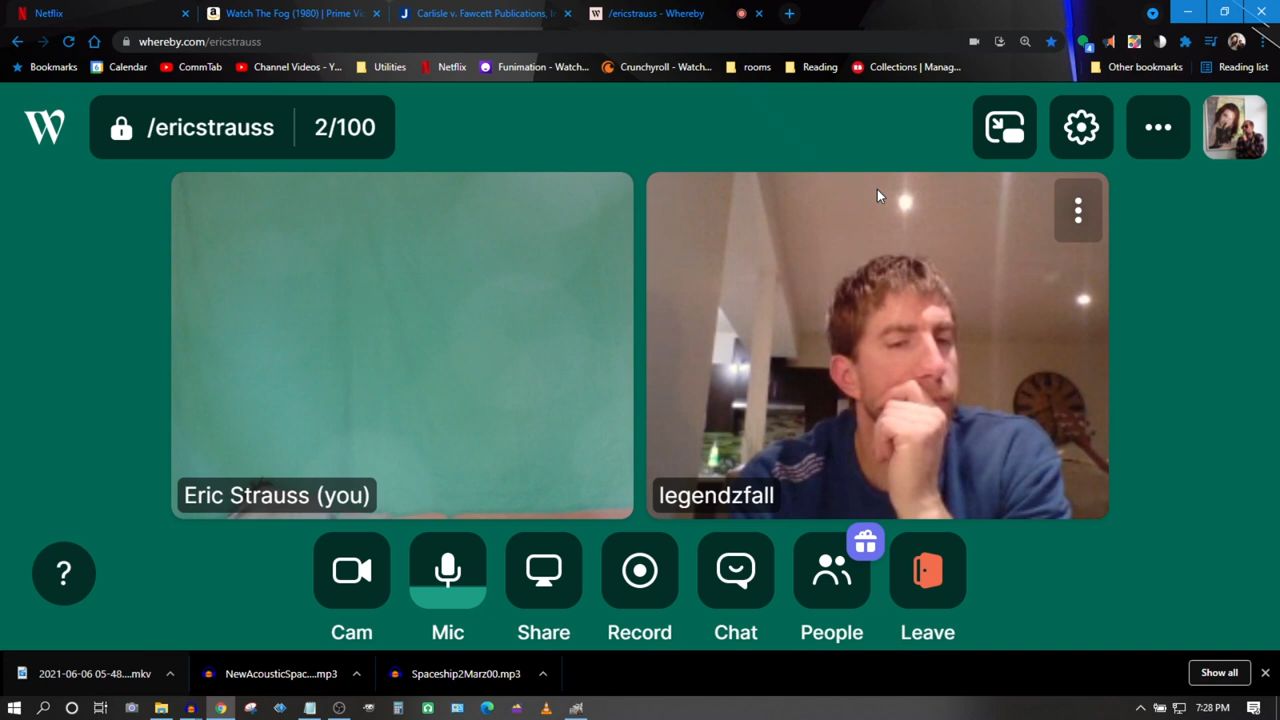 Netflix
Watch The Fog (1980) | Prime Vi
Carlisle v. Fawcett Publications, I
/ericstrauss - Whereby
whereby.com/ericstrauss
Bookmarks
Calendar
CommTab
Channel Videos - Y...
Utilities
Netflix
Funimation - Watch...
Crunchyroll - Watch...
rooms
Reading
Collections | Manag...
Other bookmarks
Reading list
/ericstrauss
2/100
Eric Strauss (you)
legendzfall
?
Cam
Mic
Share
Record
Chat
People
Leave
2021-06-06 05-48....mkv
NewAcousticSpac....mp3
Spaceship2Marz00.mp3
Show all
7:28 PM